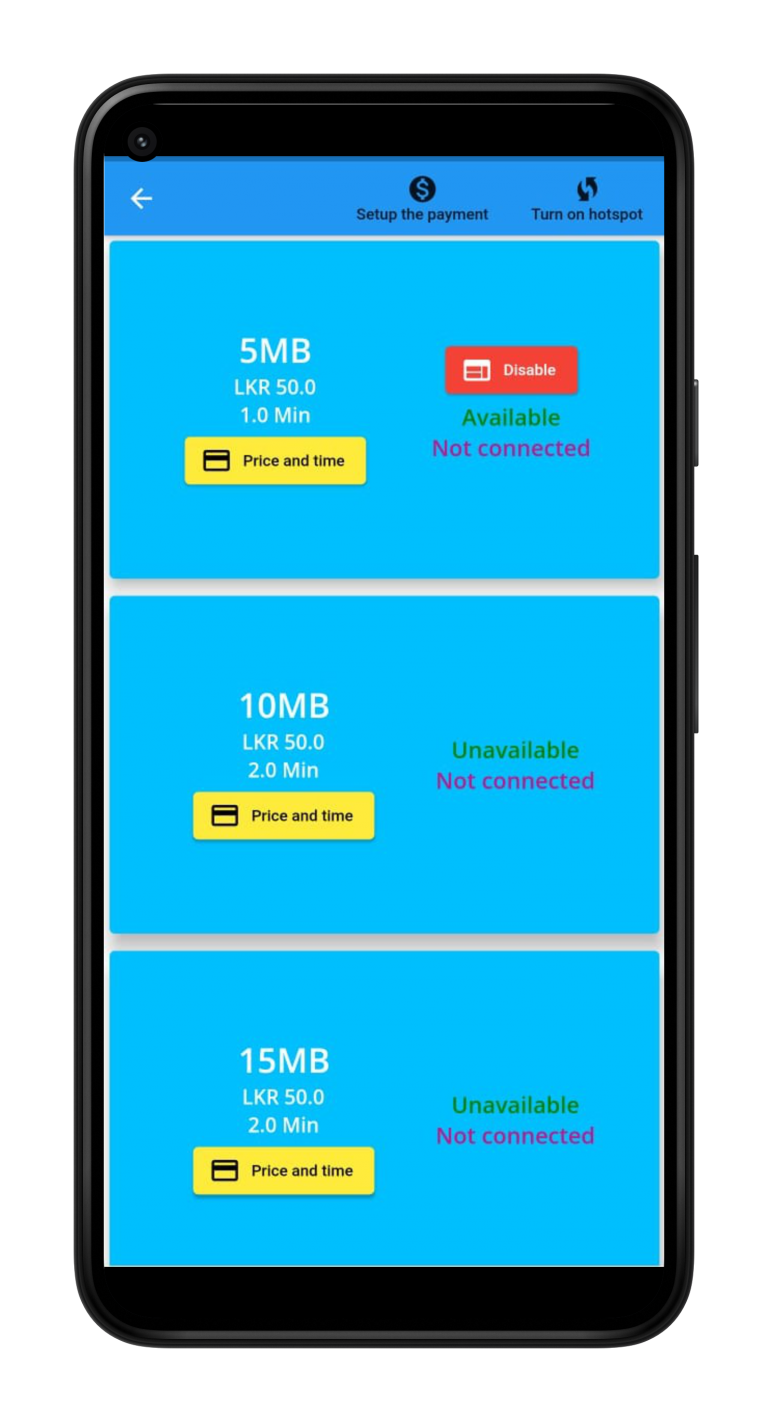 Setup the payment
Turn on hotspot
5MB
LKR 50.0
1.0 Min
Price and time
Disable
Available
Not connected
10MB
LKR 50.0
2.0 Min
Price and time
Unavailable
Not connected
15MB
LKR 50.0
2.0 Min
Price and time
Unavailable
Not connected